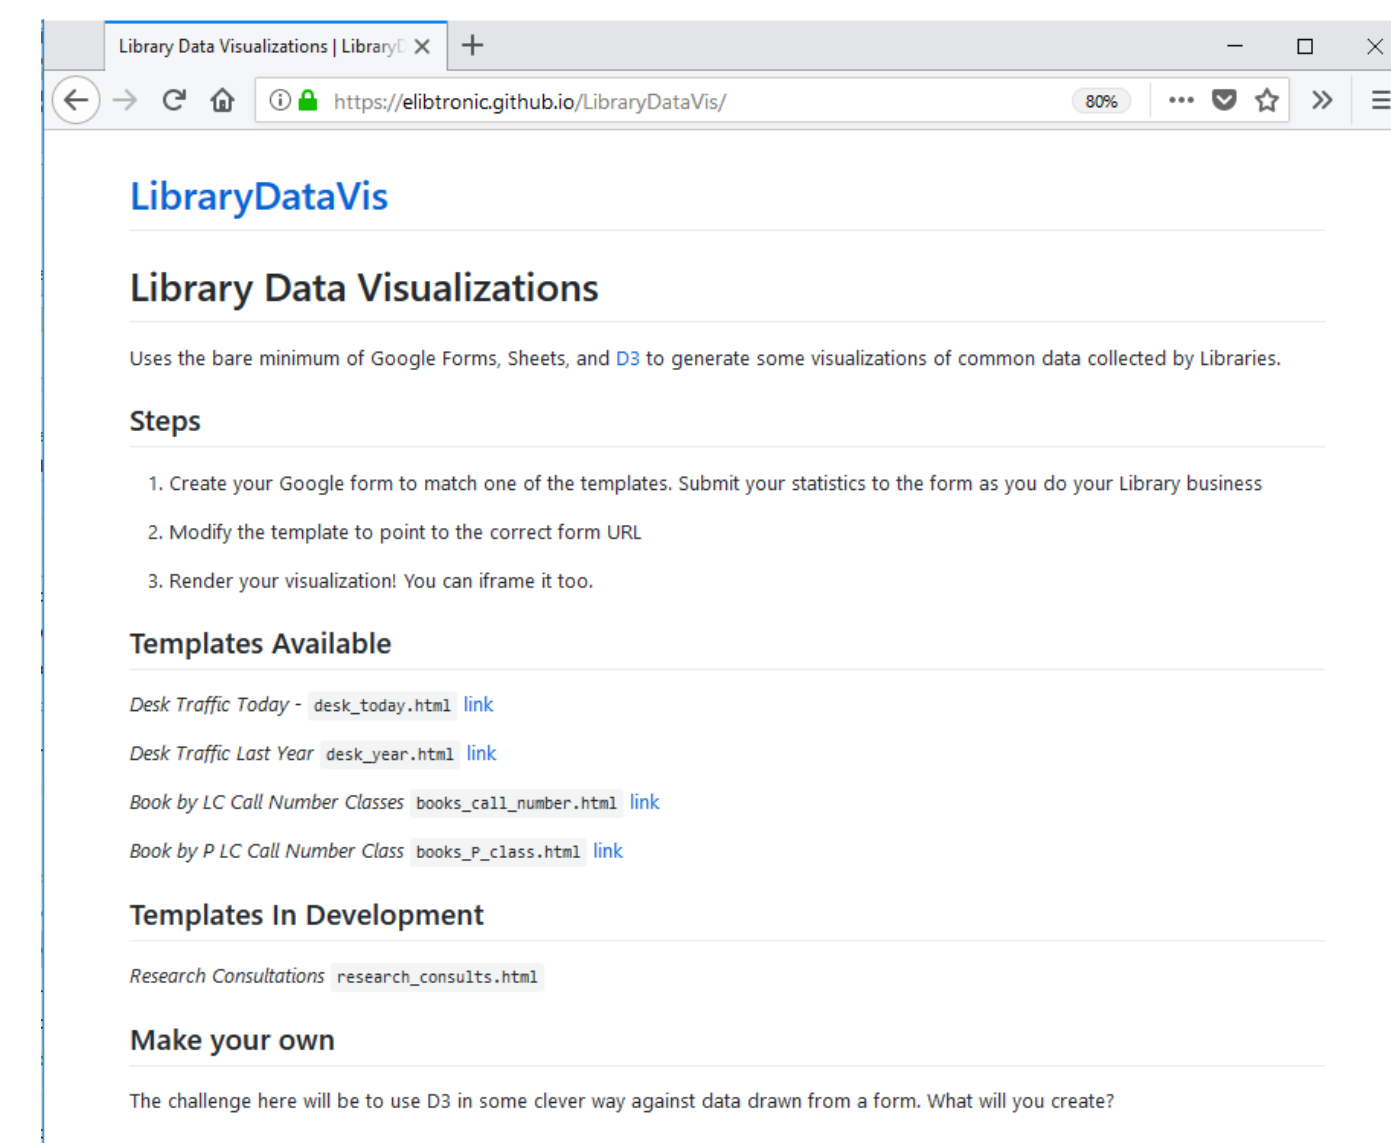 Library Data Visualizations | Library
https://elibtronic.github.io/LibraryDataVis/
80%
LibraryDataVis
Library Data Visualizations
Uses the bare minimum of Google Forms, Sheets, and D3 to generate some visualizations of common data collected by Libraries.
Steps
1. Create your Google form to match one of the templates. Submit your statistics to the form as you do your Library business
2. Modify the template to point to the correct form URL
3. Render your visualization! You can iframe it too.
Templates Available
Desk Traffic Today - desk_today.html link
Desk Traffic Last Year desk_year.html link
Book by LC Call Number Classes books_call_number.html link
Book by P LC Call Number Class books_P_class.html link
Templates In Development
Research Consultations research_consults.html
Make your own
The challenge here will be to use D3 in some clever way against data drawn from a form. What will you create?